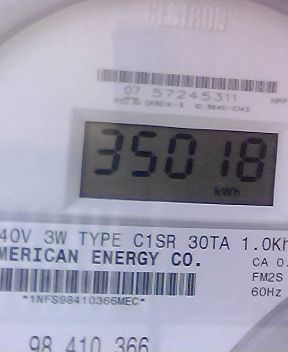 CENTRON
07 57245311
35018
kWh
40V 3W TYPE C1SR 30TA 1.0Kh
MERICAN ENERGY CO.
CA 0.
FM2S
60Hz
*1NFS98410366MEC*
98 410 366